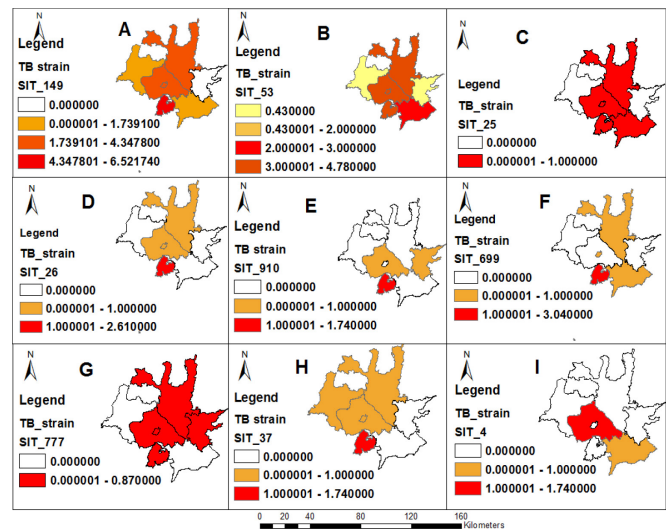 A
N
Legend
TB_strain
SIT_149
0.000000
0.000001 - 1.739100
1.739101 - 4.347800
4.347801 - 6.521740
B
N
Legend
TB_strain
SIT_53
0.430000
0.430001 - 2.000000
2.000001 - 3.000000
3.000001 - 4.780000
C
N
Legend
TB_strain
SIT_25
0.000000
0.000001 - 1.000000
D
N
Legend
TB_strain
SIT_26
0.000000
0.000001 - 1.000000
1.000001 - 2.610000
E
N
Legend
TB strain
SIT_910
0.000000
0.000001 - 1.000000
1.000001 - 1.740000
F
N
Legend
TB_strain
SIT_699
0.000000
0.000001 - 1.000000
1.000001 - 3.040000
G
N
Legend
TB_strain
SIT_777
0.000000
0.000001 - 0.870000
H
N
Legend
TB_strain
SIT_37
0.000000
0.000001 - 1.000000
1.000001 - 1.740000
I
N
Legend
TB_strain
SIT_4
0.000000
0.000001 - 1.000000
1.000001 - 1.740000
0 20 40 80 120 160
Kilometers